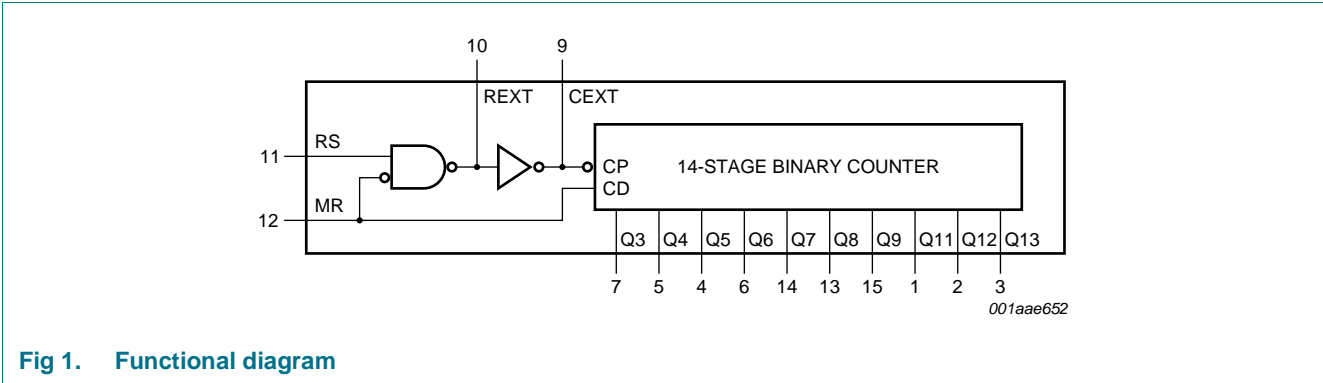 10 9
REXT CEXT
RS
11
CP 14-STAGE BINARY COUNTER
CD
MR
12
Q3 Q4 Q5 Q6 Q7 Q8 Q9 Q11 Q12 Q13
7 5 4 6 14 13 15 1 2 3
001aae652
Fig 1. Functional diagram